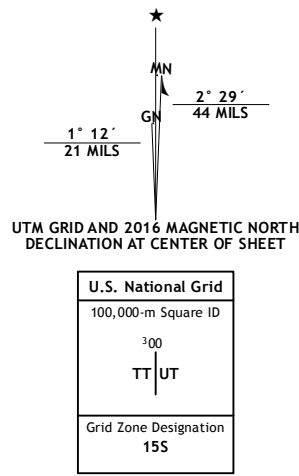 ★
MN
2° 29´
44 MILS
GN
1° 12´
21 MILS
UTM GRID AND 2016 MAGNETIC NORTH
DECLINATION AT CENTER OF SHEET
U.S. National Grid
100,000-m Square ID
³00
TT UT
Grid Zone Designation
15S